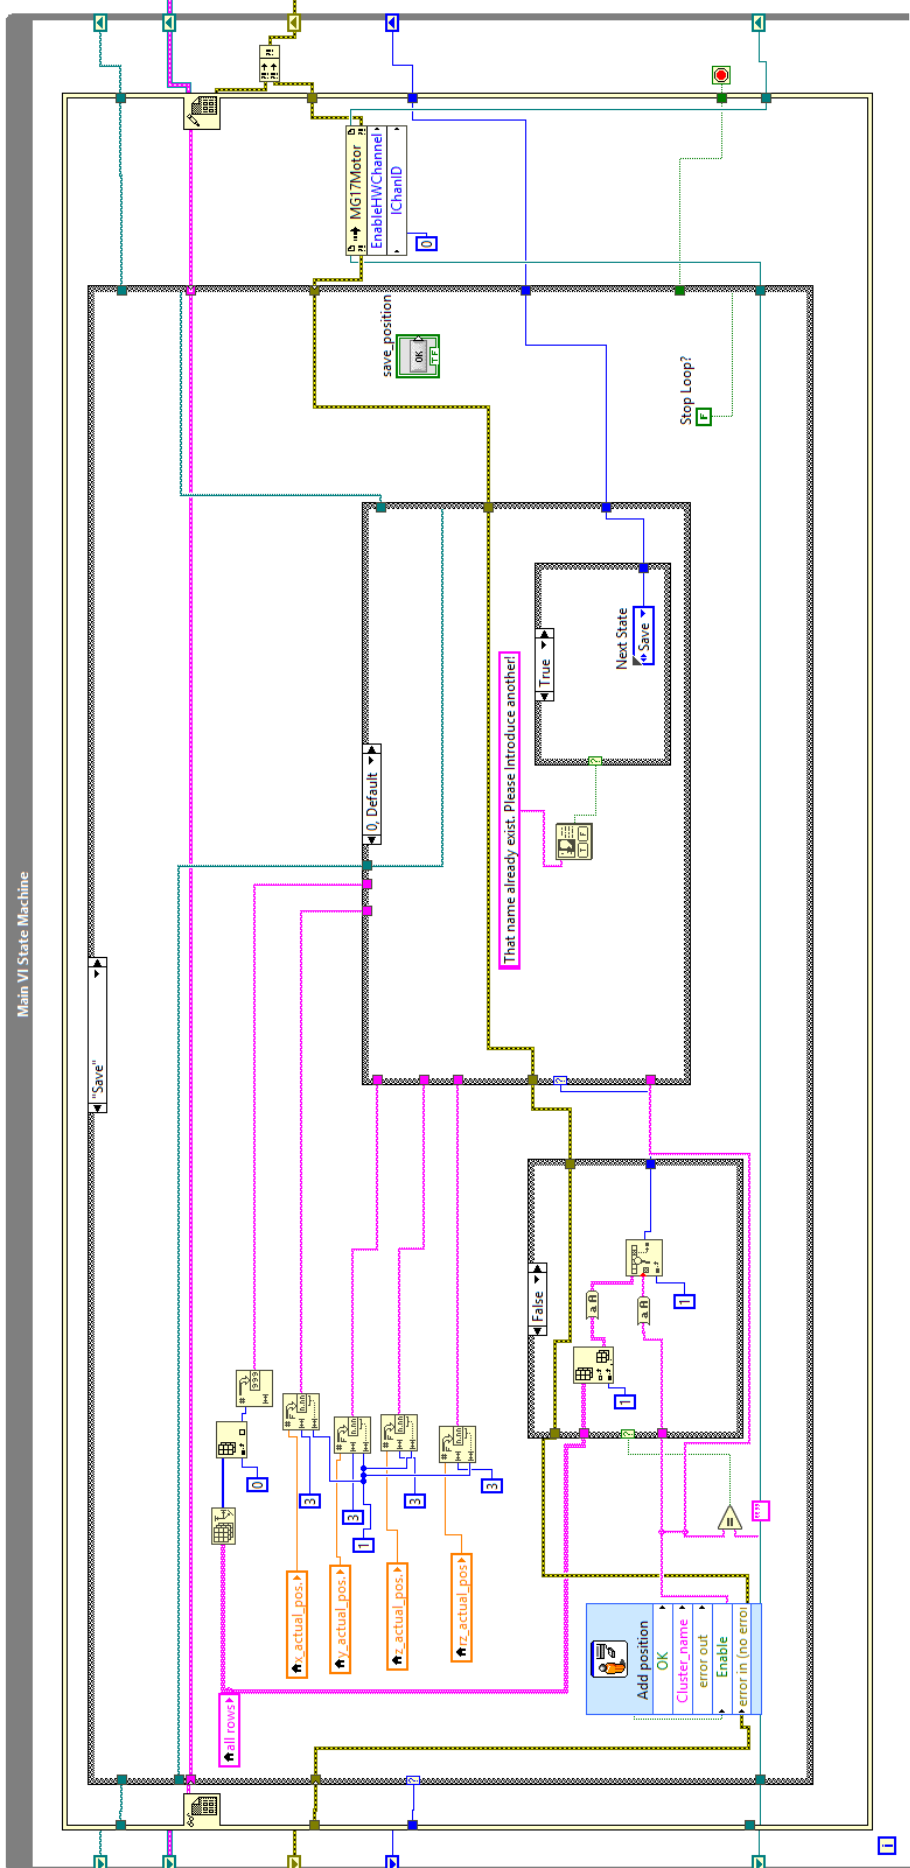 Main VI State Machine
"Save"
all rows
0
999
x_actual_pos.
3
y_actual_pos.
3
1
z_actual_pos.
3
rz_actual_pos
3
Add position
OK
Cluster_name
error out
Enable
error in (no error
=
""
False
1
a A
a A
1
0, Default
That name already exist. Please Introduce another!
True
Next State
Save
save_position
OK
TF
Stop Loop?
F
MG17Motor
EnableHWChannel
lChanID
0
i